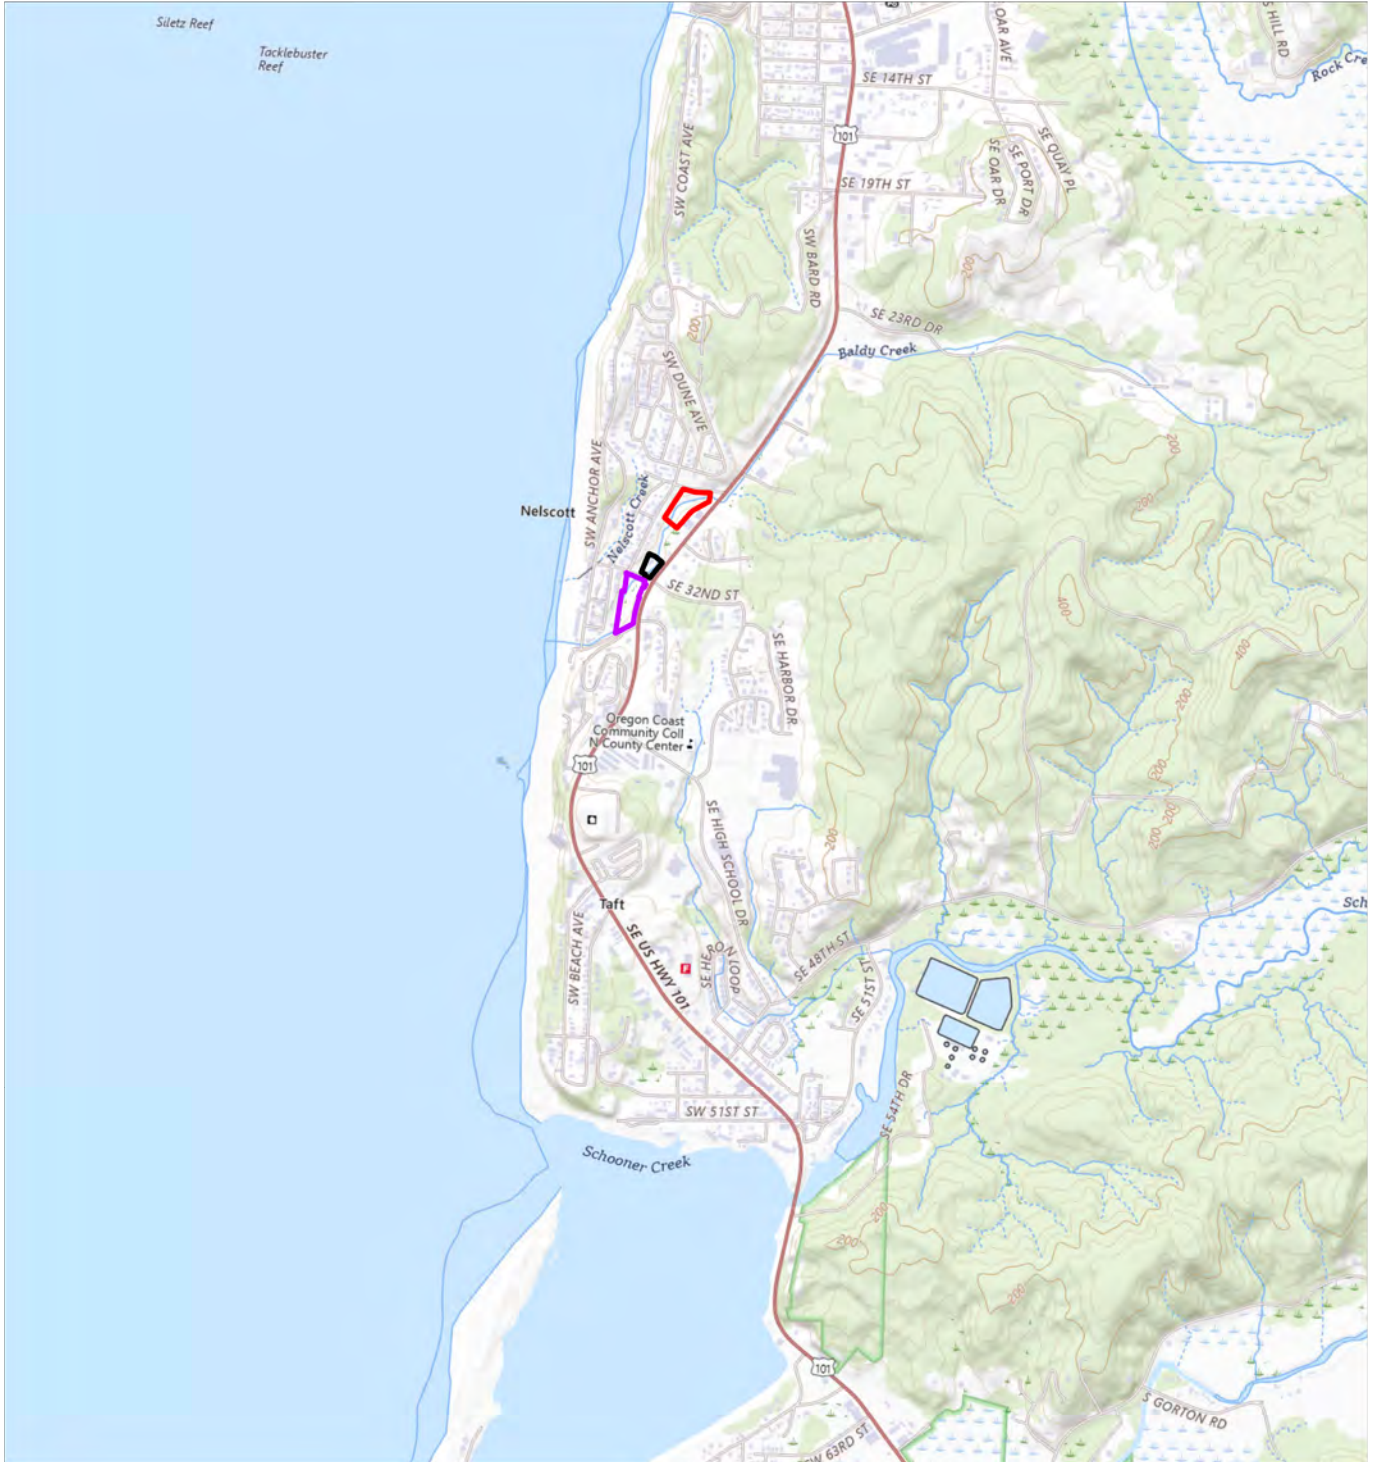 Siletz Reef
Tacklebuster
Reef
OAR AVE
S HILL RD
Rock Cre
SE 14TH ST
101
SW COAST AVE
SE QUAY PL
SE PORT DR
SE OAR DR
SE 19TH ST
SW BARD RD
200
SE 23RD DR
200
Baldy Creek
SW DUNE AVE
200
SW ANCHOR AVE
Nelscott Creek
200
Nelscott
SE 32ND ST
400
400
SE HARBOR DR
200
Oregon Coast
Community Coll
N County Center
101
200
SE HIGH SCHOOL DR
200
200
200
200
Sch
Taft
SE US HWY 101
SW BEACH AVE
SE HERON LOOP
F
SE 48TH ST
SE 51ST ST
SE 54TH DR
SW 51ST ST
Schooner Creek
200
200
200
101
S GORTON RD
SW 63RD ST